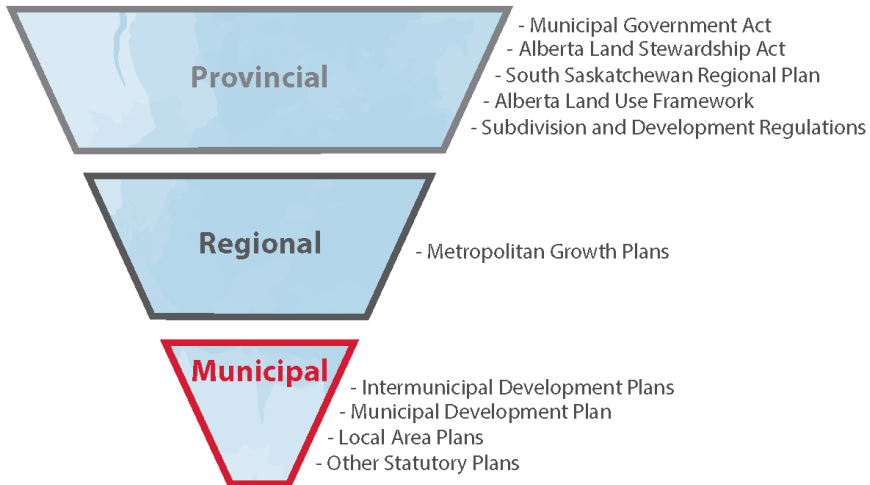 Provincial
- Municipal Government Act
- Alberta Land Stewardship Act
- South Saskatchewan Regional Plan
- Alberta Land Use Framework
- Subdivision and Development Regulations
Regional
- Metropolitan Growth Plans
Municipal
- Intermunicipal Development Plans
- Municipal Development Plan
- Local Area Plans
- Other Statutory Plans